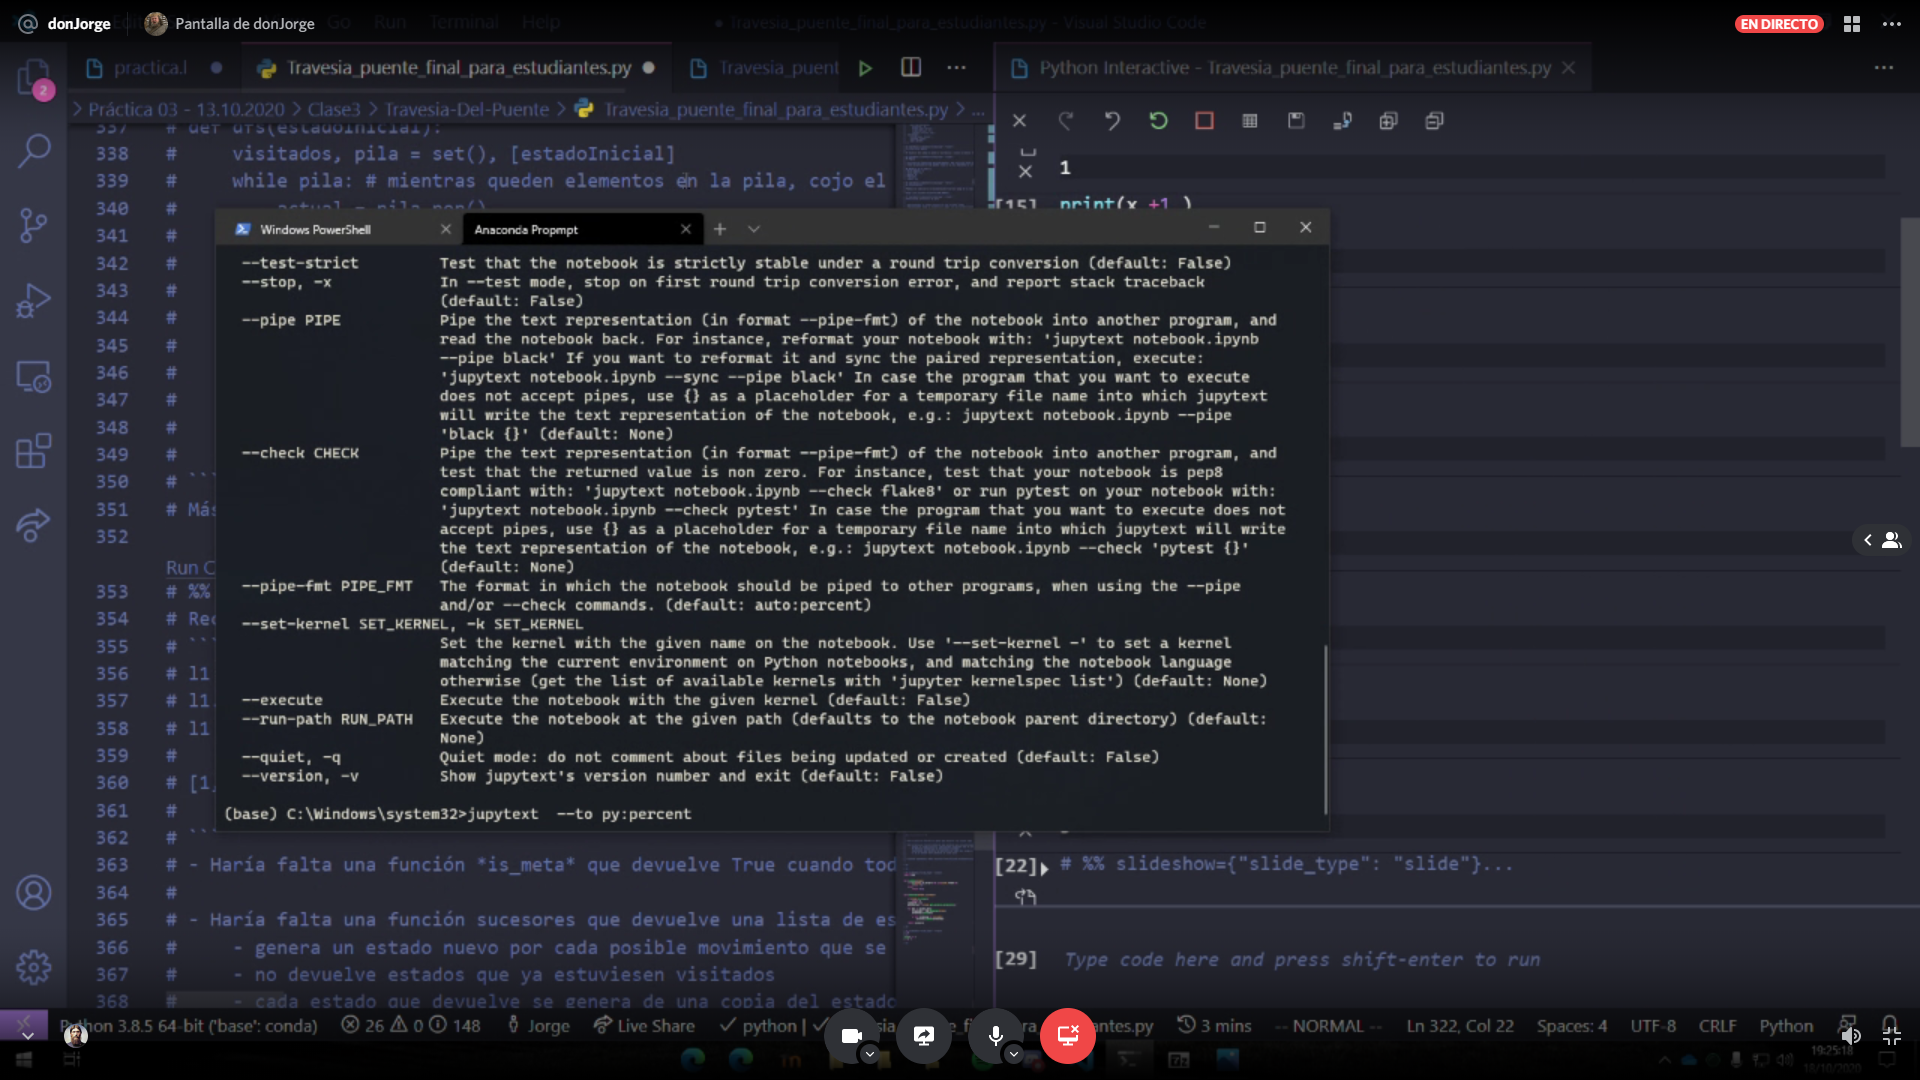 donJorge
Pantalla de donJorge
Go Run Terminal Help
Travesia_puente_final_para_estudiantes.py - Visual Studio Code
EN DIRECTO
practica.l
Travesia_puente_final_para_estudiantes.py
Travesia_puent
Python Interactive - Travesia_puente_final_para_estudiantes.py
2
Práctica 03 - 13.10.2020 > Clase3 > Travesia-Del-Puente > Travesia_puente_final_para_estudiantes.py > ...
337 # def dfs(estadoInicial):
338 # visitados, pila = set(), [estadoInicial]
339 # while pila: # mientras queden elementos en la pila, cojo el
340 # actual = pila.pop()
341 #
342 #
343 #
344 #
345 #
346 #
347 #
348 #
349 #
350 # ```
351 # Más
352
Run C
353 # %%
354 # Rec
355 # ```
356 # l1
357 # l1.
358 # l1
359 #
360 # [1,
361 #
362 # ```
363 # - Haría falta una función *is_meta* que devuelve True cuando tod
364 #
365 # - Haría falta una función sucesores que devuelve una lista de es
366 # - genera un estado nuevo por cada posible movimiento que se
367 # - no devuelve estados que ya estuviesen visitados
368 # - cada estado que devuelve se genera de una copia del estado
1
[15] print(x +1 )
Windows PowerShell
Anaconda Propmpt
--test-strict Test that the notebook is strictly stable under a round trip conversion (default: False)
--stop, -x In --test mode, stop on first round trip conversion error, and report stack traceback
(default: False)
--pipe PIPE Pipe the text representation (in format --pipe-fmt) of the notebook into another program, and
read the notebook back. For instance, reformat your notebook with: 'jupytext notebook.ipynb
--pipe black' If you want to reformat it and sync the paired representation, execute:
'jupytext notebook.ipynb --sync --pipe black' In case the program that you want to execute
does not accept pipes, use {} as a placeholder for a temporary file name into which jupytext
will write the text representation of the notebook, e.g.: jupytext notebook.ipynb --pipe
'black {}' (default: None)
--check CHECK Pipe the text representation (in format --pipe-fmt) of the notebook into another program, and
test that the returned value is non zero. For instance, test that your notebook is pep8
compliant with: 'jupytext notebook.ipynb --check flake8' or run pytest on your notebook with:
'jupytext notebook.ipynb --check pytest' In case the program that you want to execute does not
accept pipes, use {} as a placeholder for a temporary file name into which jupytext will write
the text representation of the notebook, e.g.: jupytext notebook.ipynb --check 'pytest {}'
(default: None)
--pipe-fmt PIPE_FMT The format in which the notebook should be piped to other programs, when using the --pipe
and/or --check commands. (default: auto:percent)
--set-kernel SET_KERNEL, -k SET_KERNEL
Set the kernel with the given name on the notebook. Use '--set-kernel -' to set a kernel
matching the current environment on Python notebooks, and matching the notebook language
otherwise (get the list of available kernels with 'jupyter kernelspec list') (default: None)
--execute Execute the notebook with the given kernel (default: False)
--run-path RUN_PATH Execute the notebook at the given path (defaults to the notebook parent directory) (default:
None)
--quiet, -q Quiet mode: do not comment about files being updated or created (default: False)
--version, -v Show jupytext's version number and exit (default: False)
(base) C:\Windows\system32>jupytext --to py:percent
[22] # %% slideshow={"slide_type": "slide"}...
[29] Type code here and press shift-enter to run
Python 3.8.5 64-bit ('base': conda) 26 0 148 Jorge Live Share python | antes.py 3 mins -- NORMAL -- Ln 322, Col 22 Spaces: 4 UTF-8 CRLF Python
19:25:18
18/10/2020